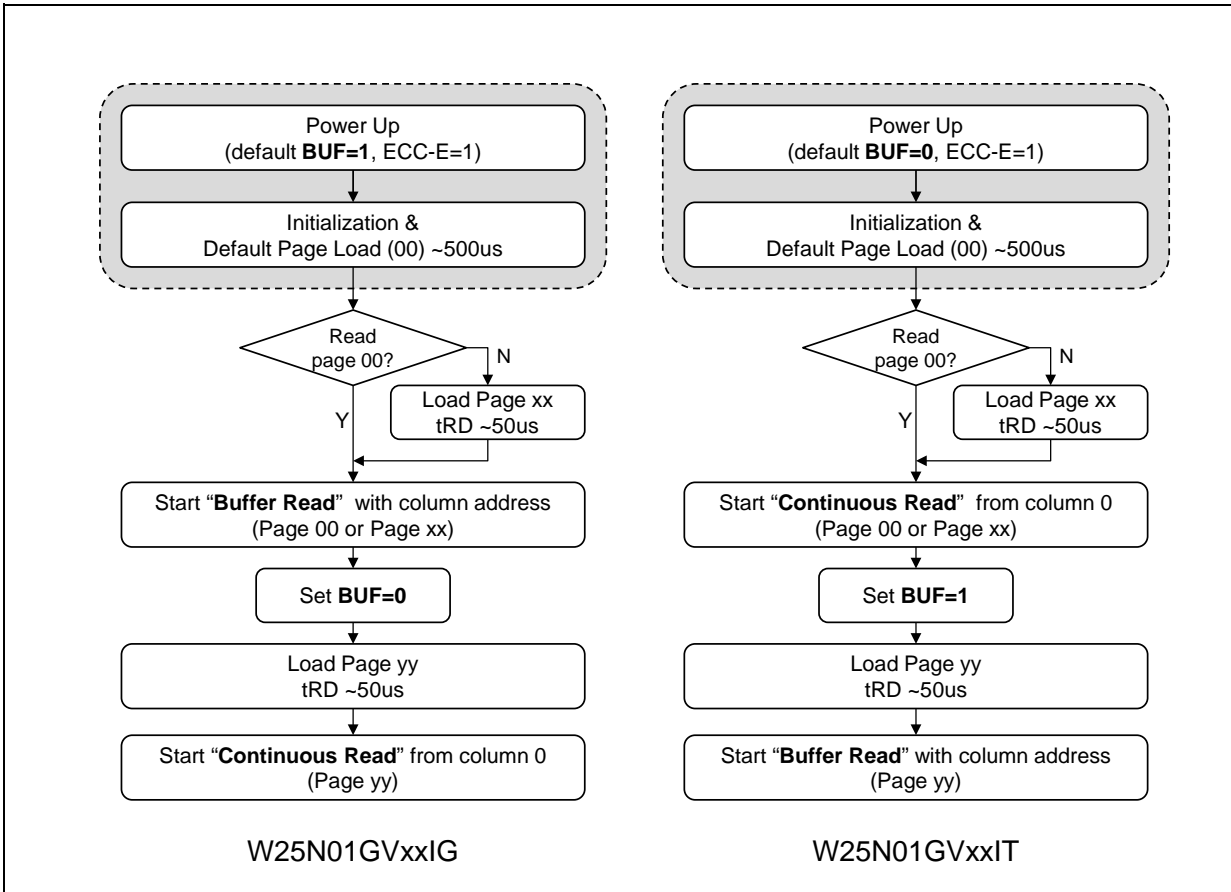 Power Up
(default BUF=1, ECC-E=1)
Initialization &
Default Page Load (00) ~500us
Read
page 00?
N
Load Page xx
tRD ~50us
Y
Start “Buffer Read” with column address
(Page 00 or Page xx)
Set BUF=0
Load Page yy
tRD ~50us
Start “Continuous Read” from column 0
(Page yy)
W25N01GVxxIG
Power Up
(default BUF=0, ECC-E=1)
Initialization &
Default Page Load (00) ~500us
Read
page 00?
N
Load Page xx
tRD ~50us
Y
Start “Continuous Read” from column 0
(Page 00 or Page xx)
Set BUF=1
Load Page yy
tRD ~50us
Start “Buffer Read” with column address
(Page yy)
W25N01GVxxIT